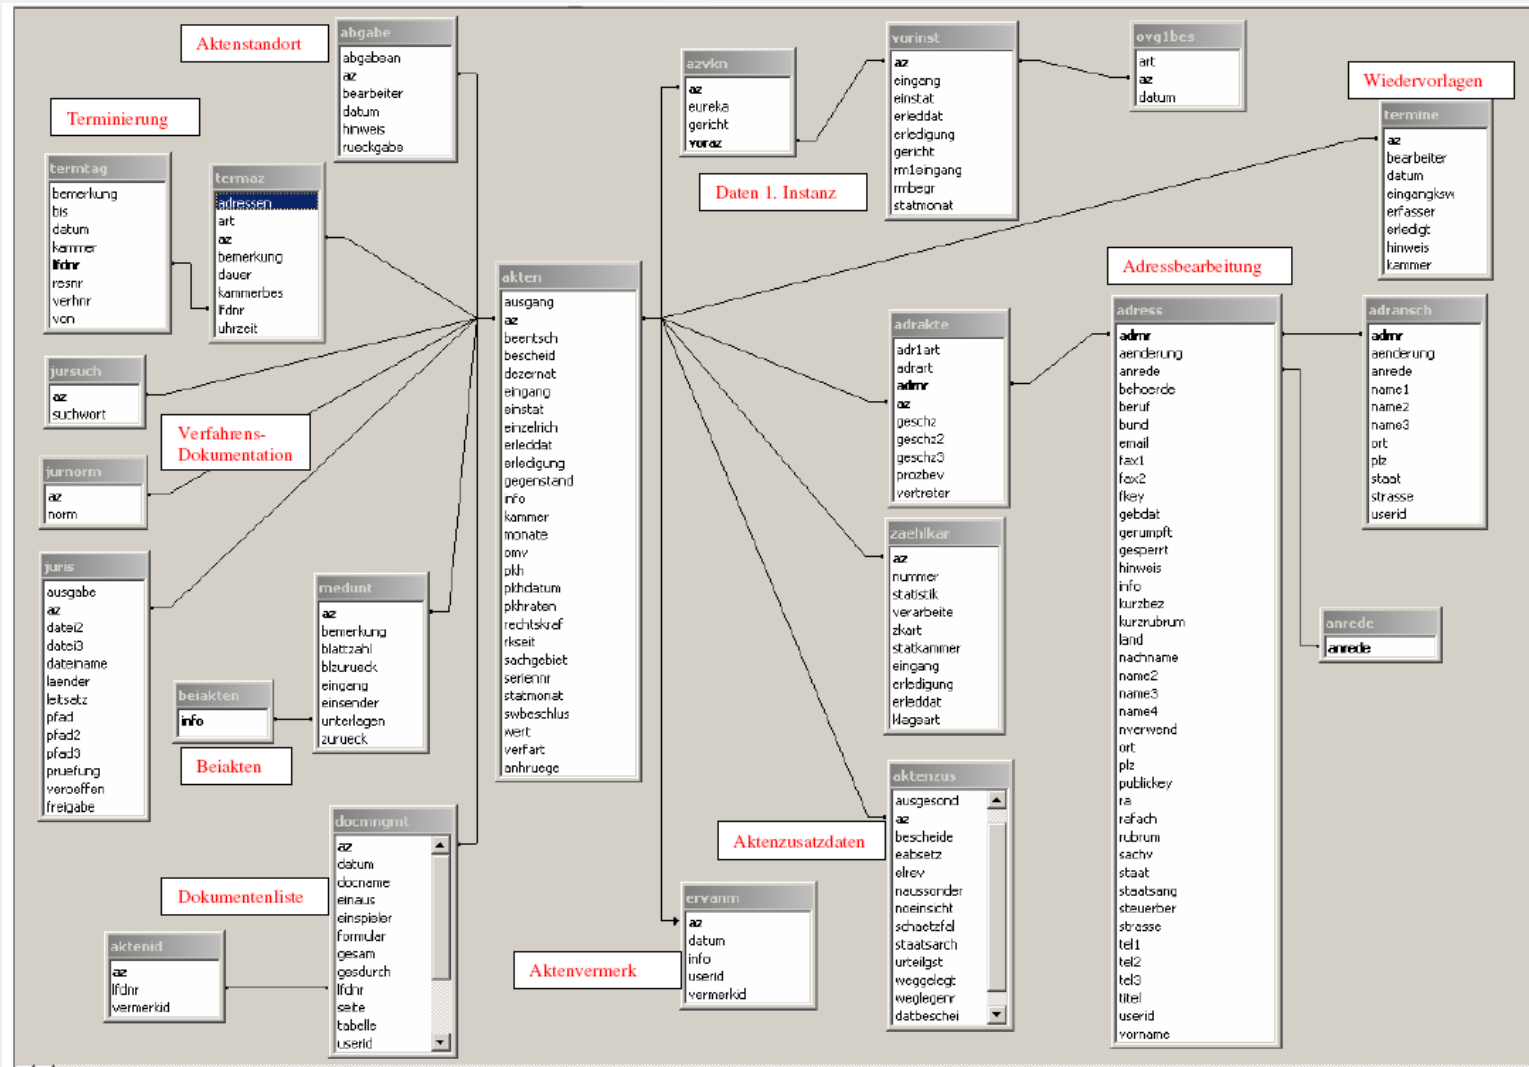 Aktenstandort
abgabe
abgabean
az
bearbeiter
datum
hinweis
rueckgabe
Terminierung
termtag
bemerkung
bis
datum
kammer
lfdnr
resnr
verhnr
von
termaz
adressen
art
az
bemerkung
dauer
kammerbes
lfdnr
uhrzeit
jursuch
az
suchwort
Verfahrens-
Dokumentation
jurnorm
az
norm
juris
ausgabe
az
datei2
datei3
dateiname
laender
leitsatz
pfad
pfad2
pfad3
pruefung
veroeffen
freigabe
medunt
az
bemerkung
blattzahl
blzurueck
eingang
einsender
unterlagen
zurueck
beiakten
info
Beiakten
docmngmt
az
datum
docname
einaus
einspieler
formular
gesam
gesdurch
lfdnr
seite
tabelle
userid
Dokumentenliste
aktenid
az
lfdnr
vermerkid
akten
ausgang
az
beentsch
bescheid
dezernat
eingang
einstat
einzelrich
erleddat
erledigung
gegenstand
info
kammer
monate
omv
pkh
pkhdatum
pkhraten
rechtskraf
rkseit
sachgebiet
seriennr
statmonat
swbeschlus
wert
verfart
anhruege
azvkn
az
eureka
gericht
voraz
vorinst
az
eingang
einstat
erleddat
erledigung
gericht
rm1eingang
rmbegr
statmonat
ovg1bes
art
az
datum
Daten 1. Instanz
Wiedervorlagen
termine
az
bearbeiter
datum
eingangksw
erfasser
erledigt
hinweis
kammer
Adressbearbeitung
adrakte
adr1art
adrart
adrnr
az
geschz
geschz2
geschz3
prozbev
vertreter
adress
adrnr
aenderung
anrede
behoerde
beruf
bund
email
fax1
fax2
fkey
gebdat
gerumpft
gesperrt
hinweis
info
kurzbez
kurzrubrum
land
nachname
name2
name3
name4
nverwend
ort
plz
publickey
ra
rafach
rubrum
sachv
staat
staatsang
steuerber
strasse
tel1
tel2
tel3
titel
userid
vorname
adransch
adrnr
aenderung
anrede
name1
name2
name3
ort
plz
staat
strasse
userid
anrede
anrede
zaehlkar
az
nummer
statistik
verarbeite
zkart
statkammer
eingang
erledigung
erleddat
klageart
aktenzus
ausgesond
az
bescheide
eabsetz
elrev
naussonder
noeinsicht
schaetzfal
staatsarch
urteilgst
weggelegt
weglegenr
datbeschei
Aktenzusatzdaten
ervanm
az
datum
info
userid
vermerkid
Aktenvermerk